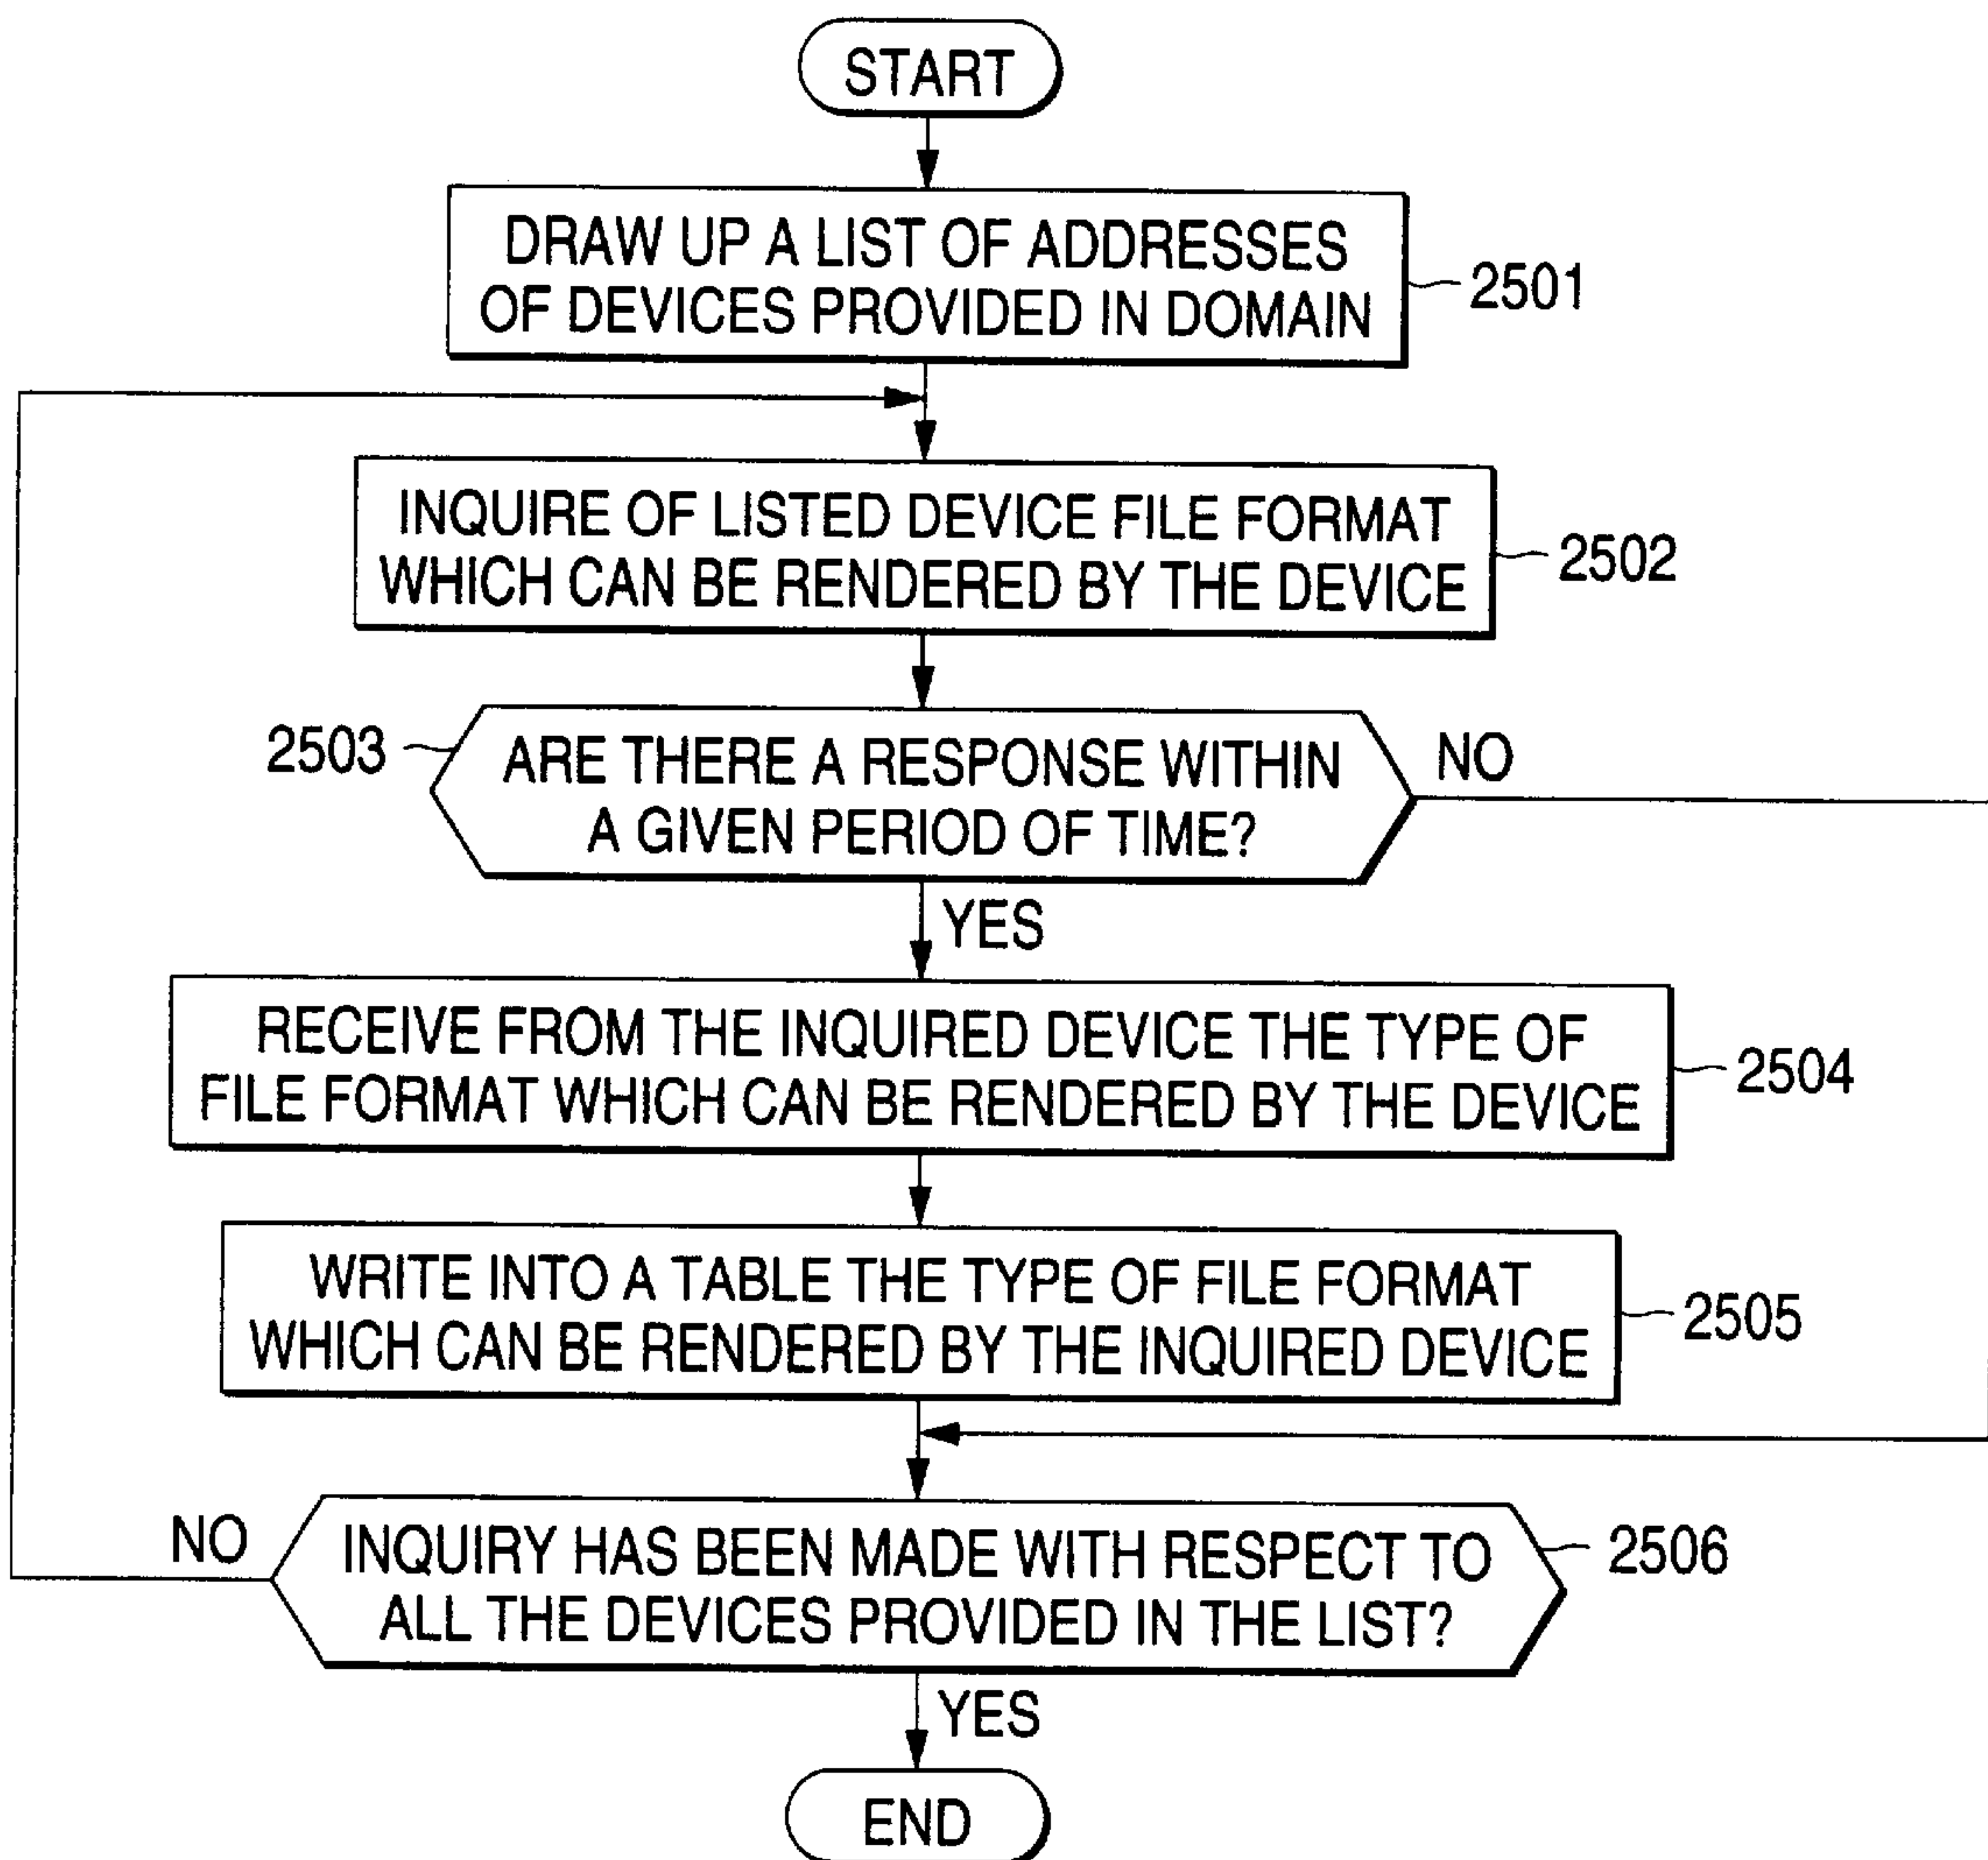 START
DRAW UP A LIST OF ADDRESSES
OF DEVICES PROVIDED IN DOMAIN
2501
INQUIRE OF LISTED DEVICE FILE FORMAT
WHICH CAN BE RENDERED BY THE DEVICE
2502
2503
ARE THERE A RESPONSE WITHIN
A GIVEN PERIOD OF TIME?
NO
YES
RECEIVE FROM THE INQUIRED DEVICE THE TYPE OF
FILE FORMAT WHICH CAN BE RENDERED BY THE DEVICE
2504
WRITE INTO A TABLE THE TYPE OF FILE FORMAT
WHICH CAN BE RENDERED BY THE INQUIRED DEVICE
2505
NO
INQUIRY HAS BEEN MADE WITH RESPECT TO
ALL THE DEVICES PROVIDED IN THE LIST?
2506
YES
END